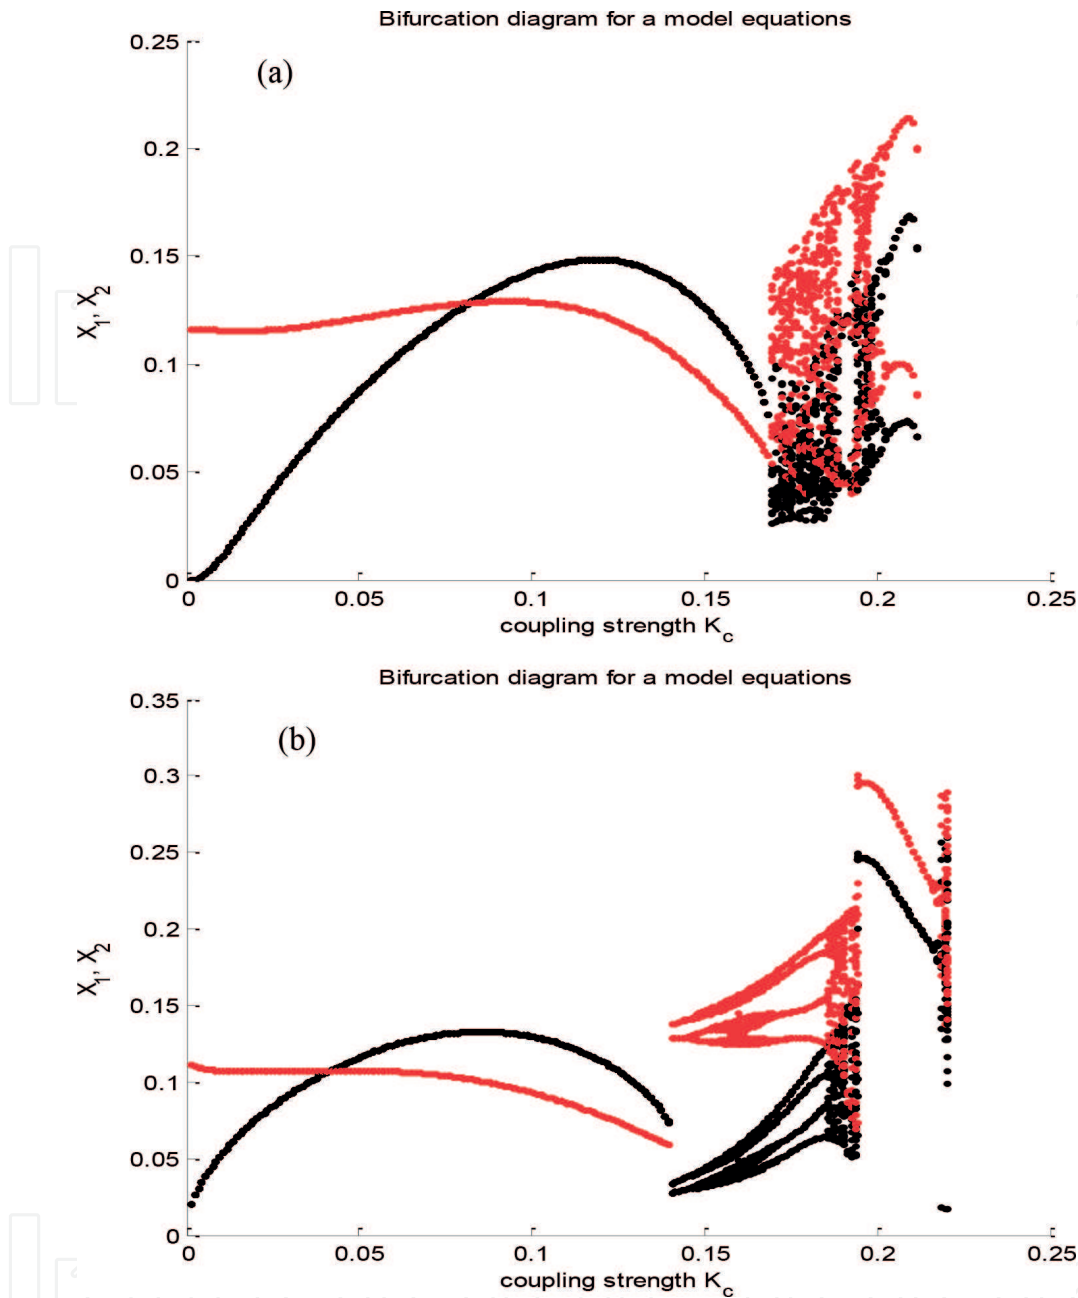 Bifurcation diagram for a model equations
0.25
(a)
0.2
0.15
X1, X2
0.1
0.05
0
0 0.05 0.1 0.15 0.2 0.25
coupling strength Kc
Bifurcation diagram for a model equations
0.35
(b)
0.3
0.25
0.2
X1, X2
0.15
0.1
0.05
0
0 0.05 0.1 0.15 0.2 0.25
coupling strength Kc